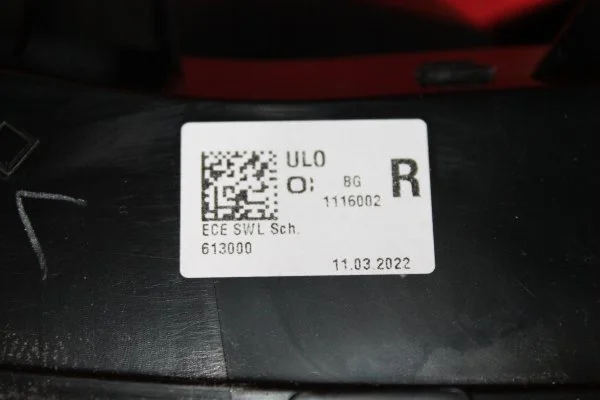 ULO
BG
R
1116002
ECE SWL Sch.
613000
11.03.2022